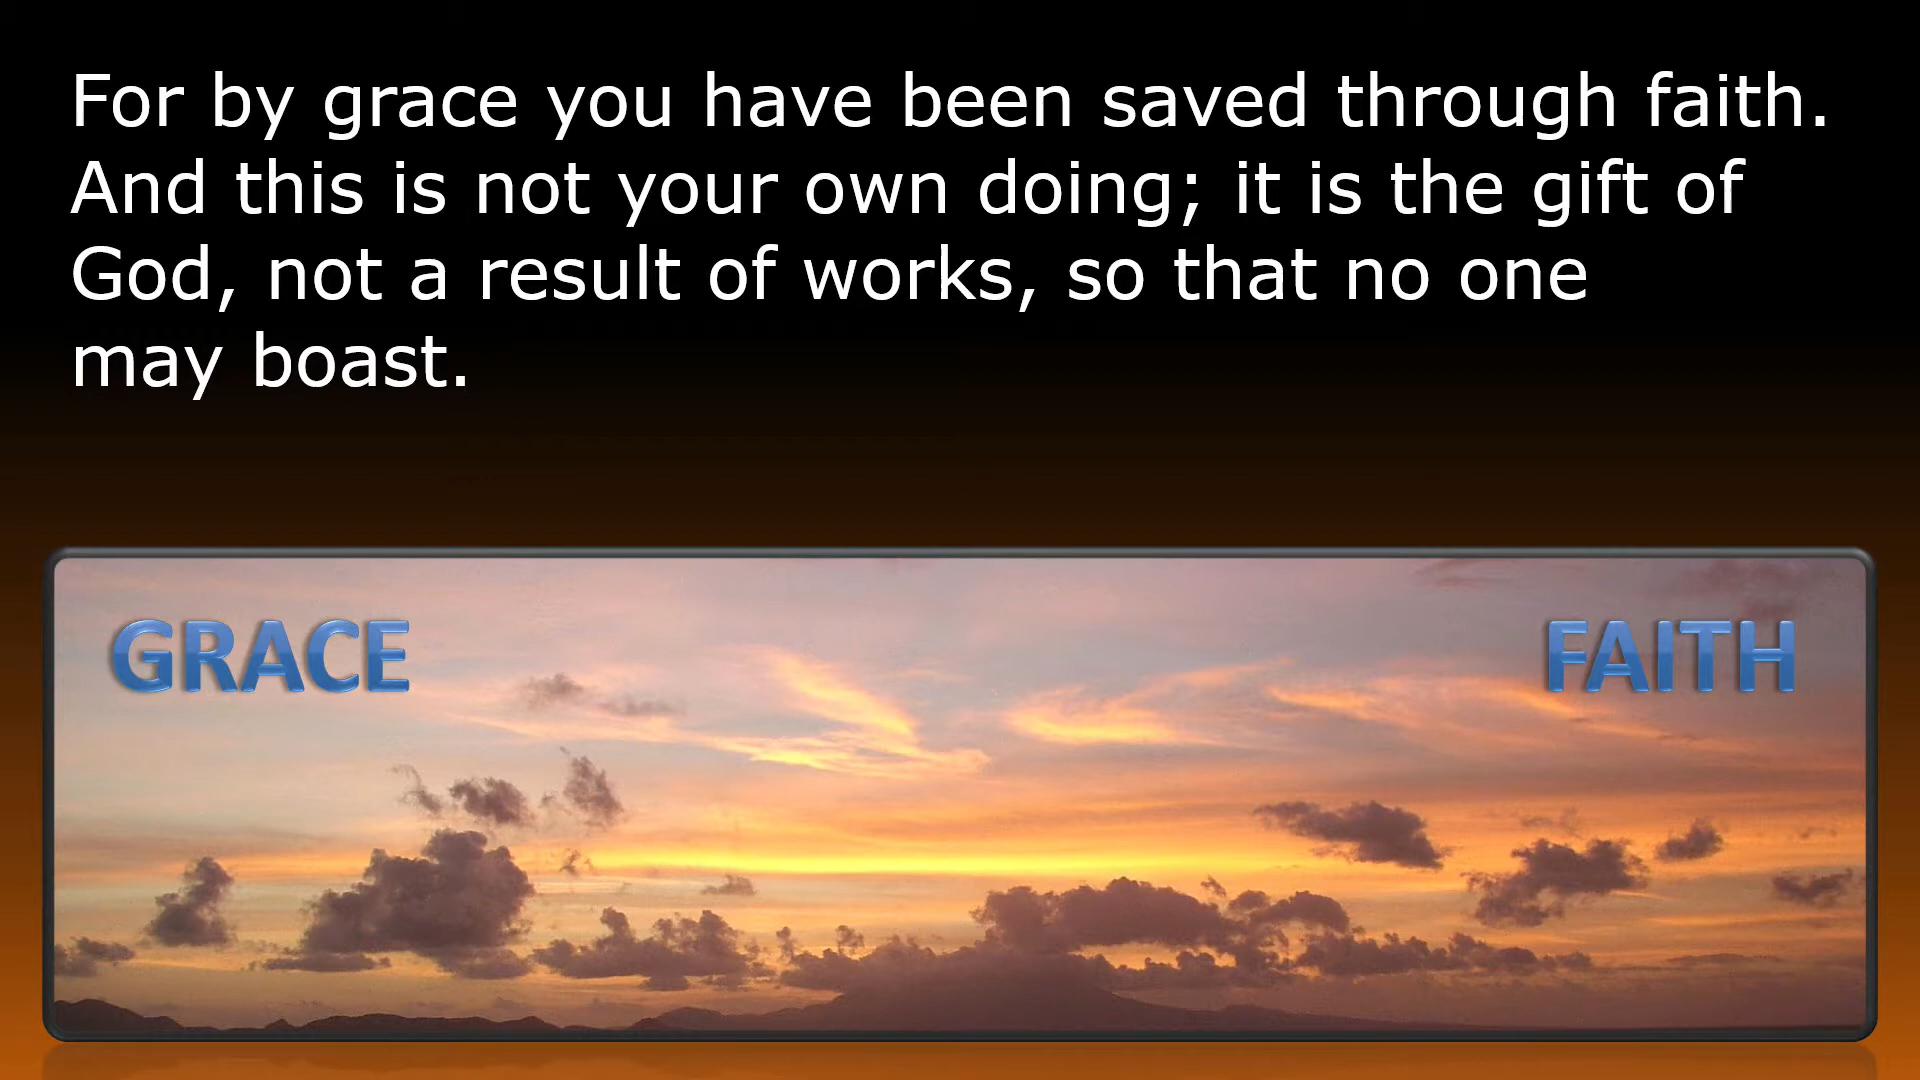 For by grace you have been saved through faith.
And this is not your own doing; it is the gift of
God, not a result of works, so that no one
may boast.
GRACE
FAITH